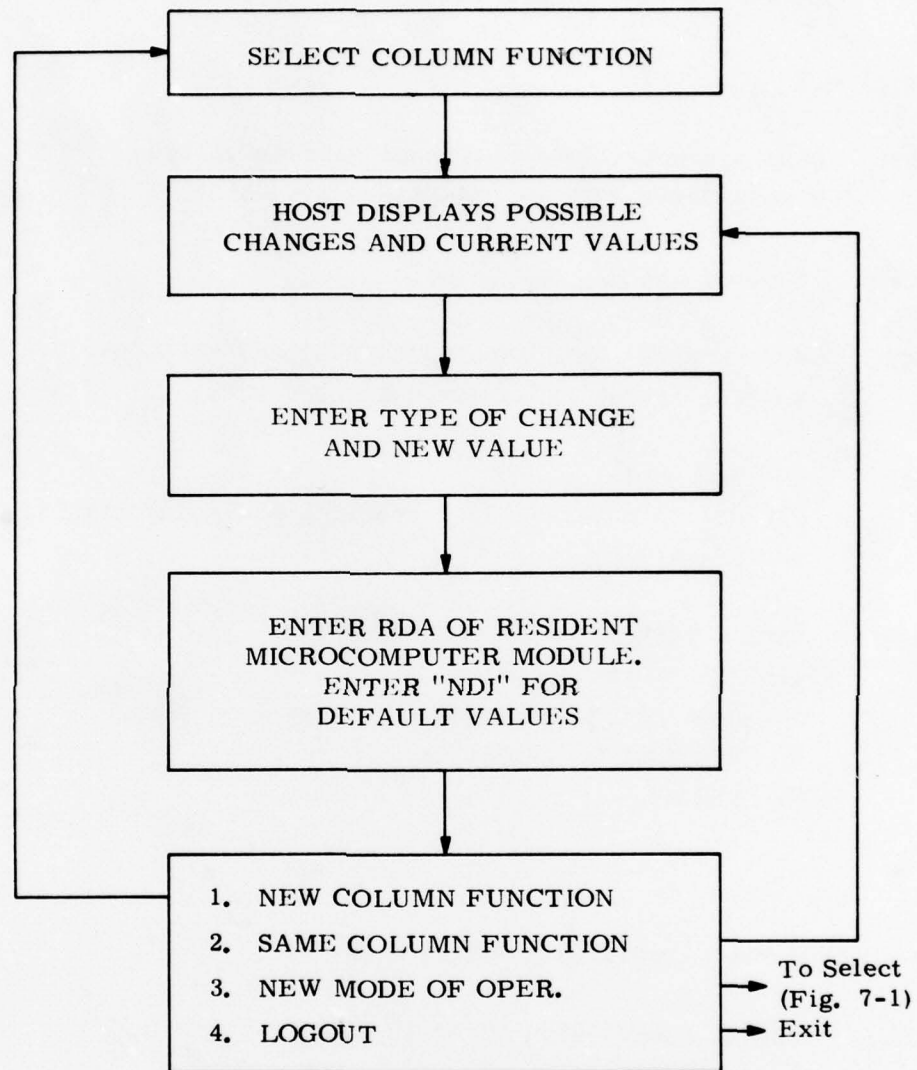 SELECT COLUMN FUNCTION
HOST DISPLAYS POSSIBLE
CHANGES AND CURRENT VALUES
ENTER TYPE OF CHANGE
AND NEW VALUE
ENTER RDA OF RESIDENT
MICROCOMPUTER MODULE.
ENTER "NDI" FOR
DEFAULT VALUES
1. NEW COLUMN FUNCTION
2. SAME COLUMN FUNCTION
3. NEW MODE OF OPER.
4. LOGOUT
To Select
(Fig. 7-1)
Exit